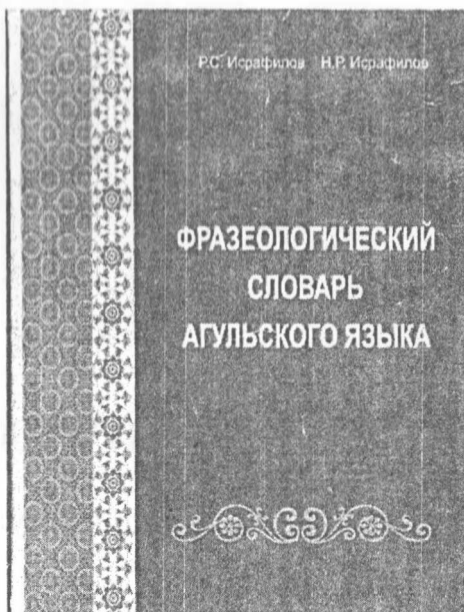 Р.С. Исрафилов Н.Р. Исрафилов
ФРАЗЕОЛОГИЧЕСКИЙ
СЛОВАРЬ
АГУЛЬСКОГО ЯЗЫКА